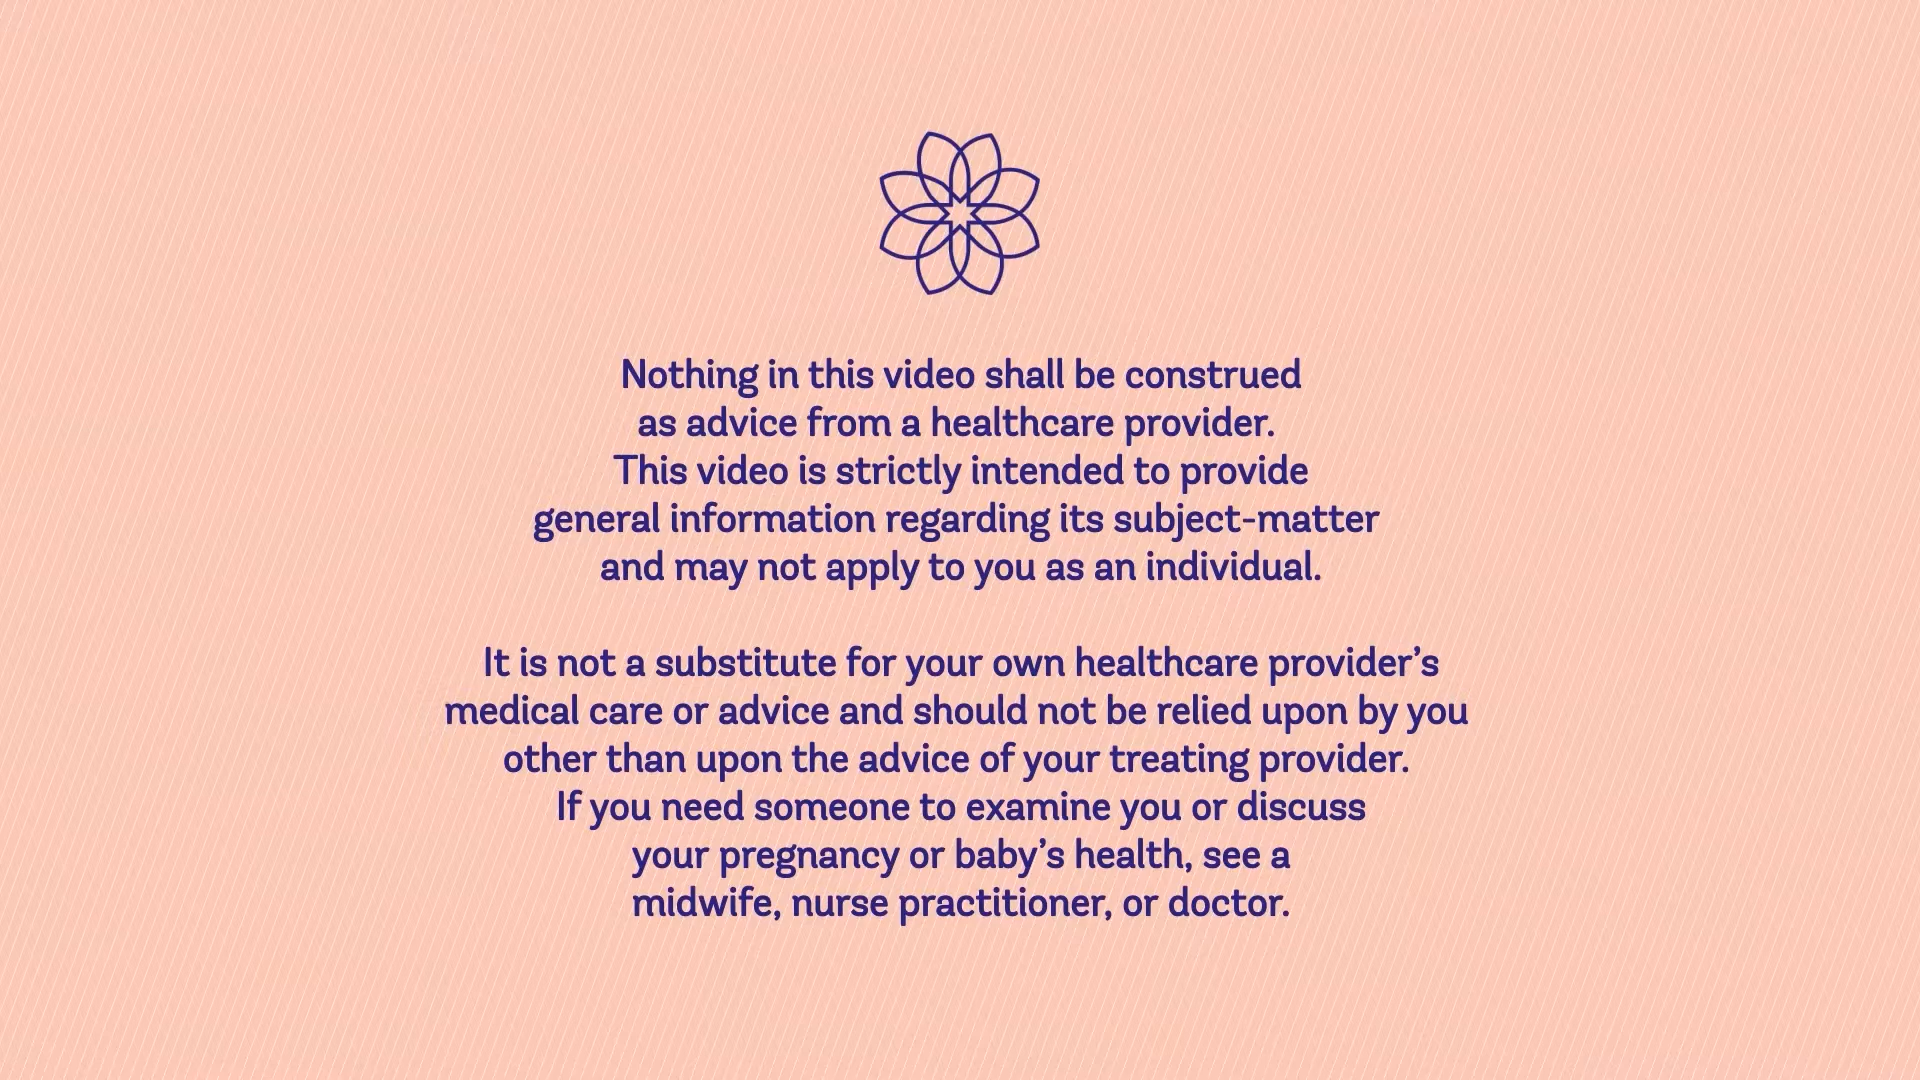 Nothing in this video shall be construed
as advice from a healthcare provider.
This video is strictly intended to provide
general information regarding its subject-matter
and may not apply to you as an individual.
It is not a substitute for your own healthcare provider’s
medical care or advice and should not be relied upon by you
other than upon the advice of your treating provider.
If you need someone to examine you or discuss
your pregnancy or baby’s health, see a
midwife, nurse practitioner, or doctor.